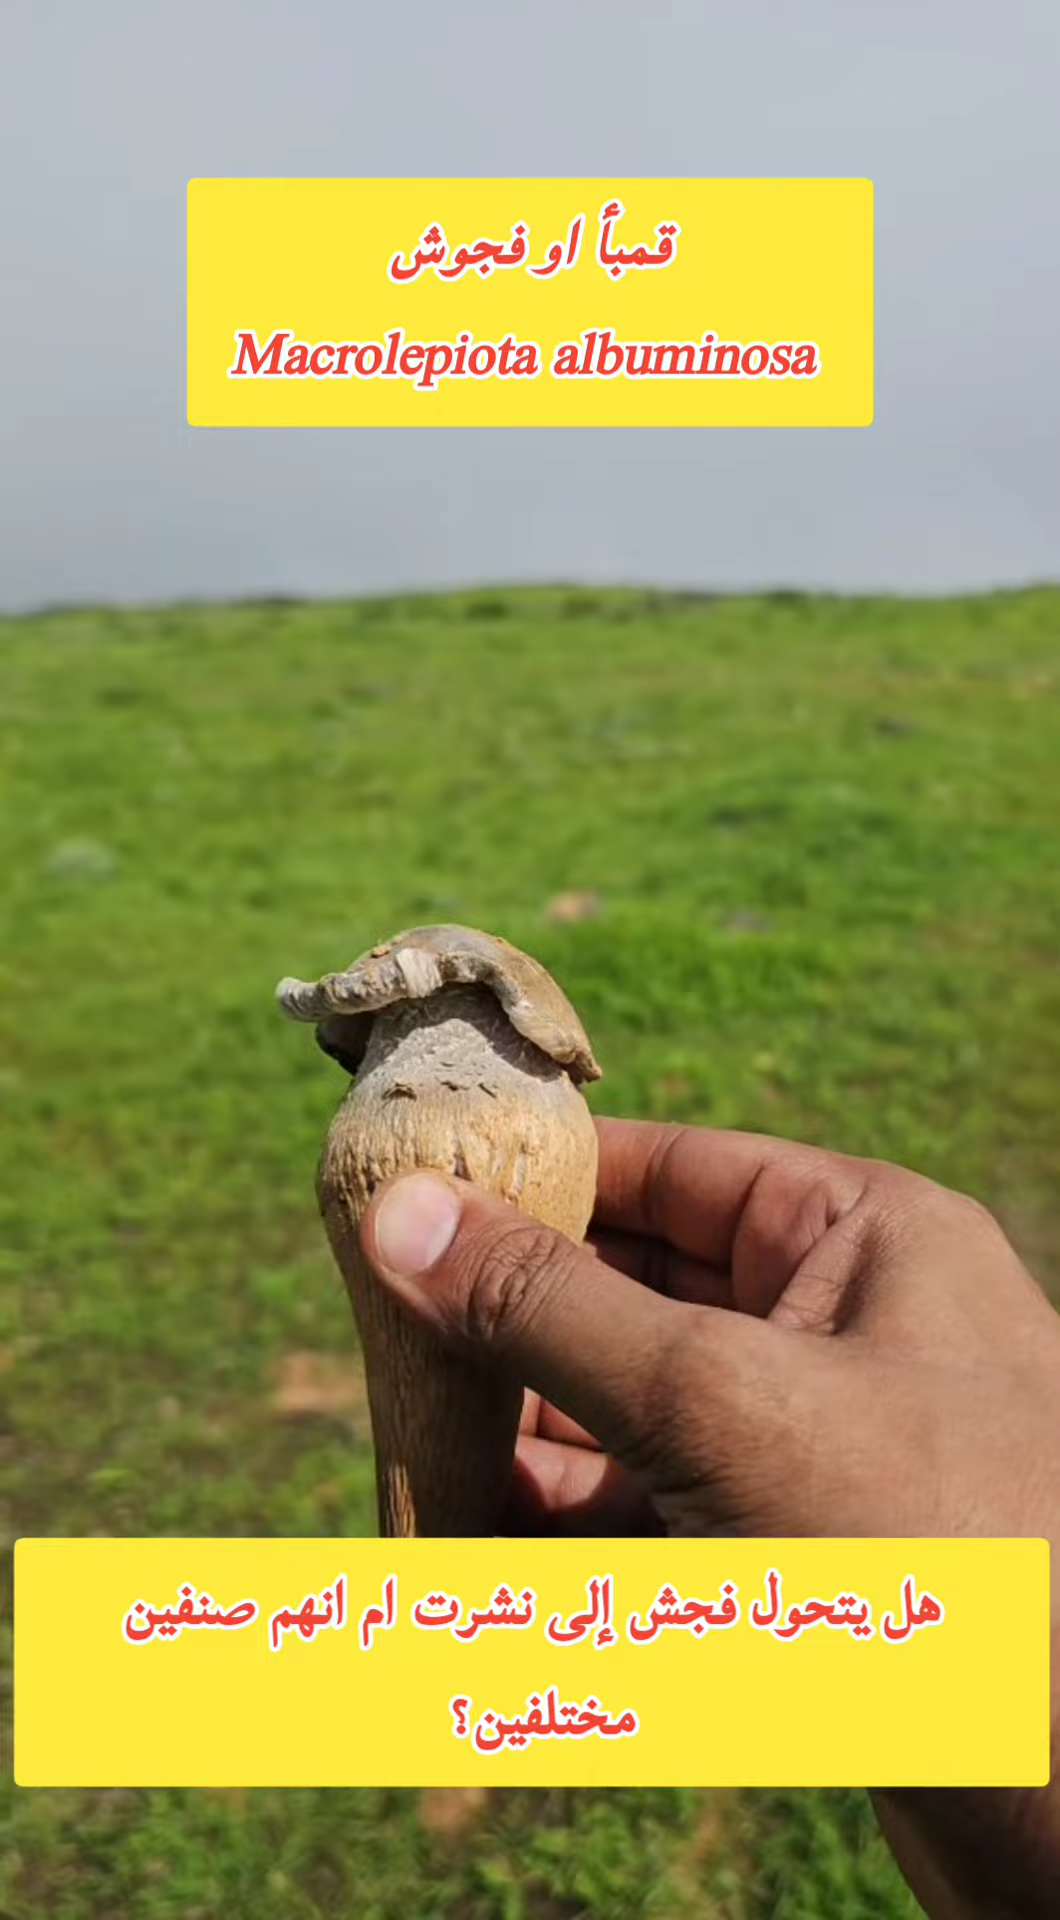 قمبأ او فجوش
Macrolepiota albuminosa
هل يتحول فجش إلى نشرت ام انهم صنفين
مختلفين؟